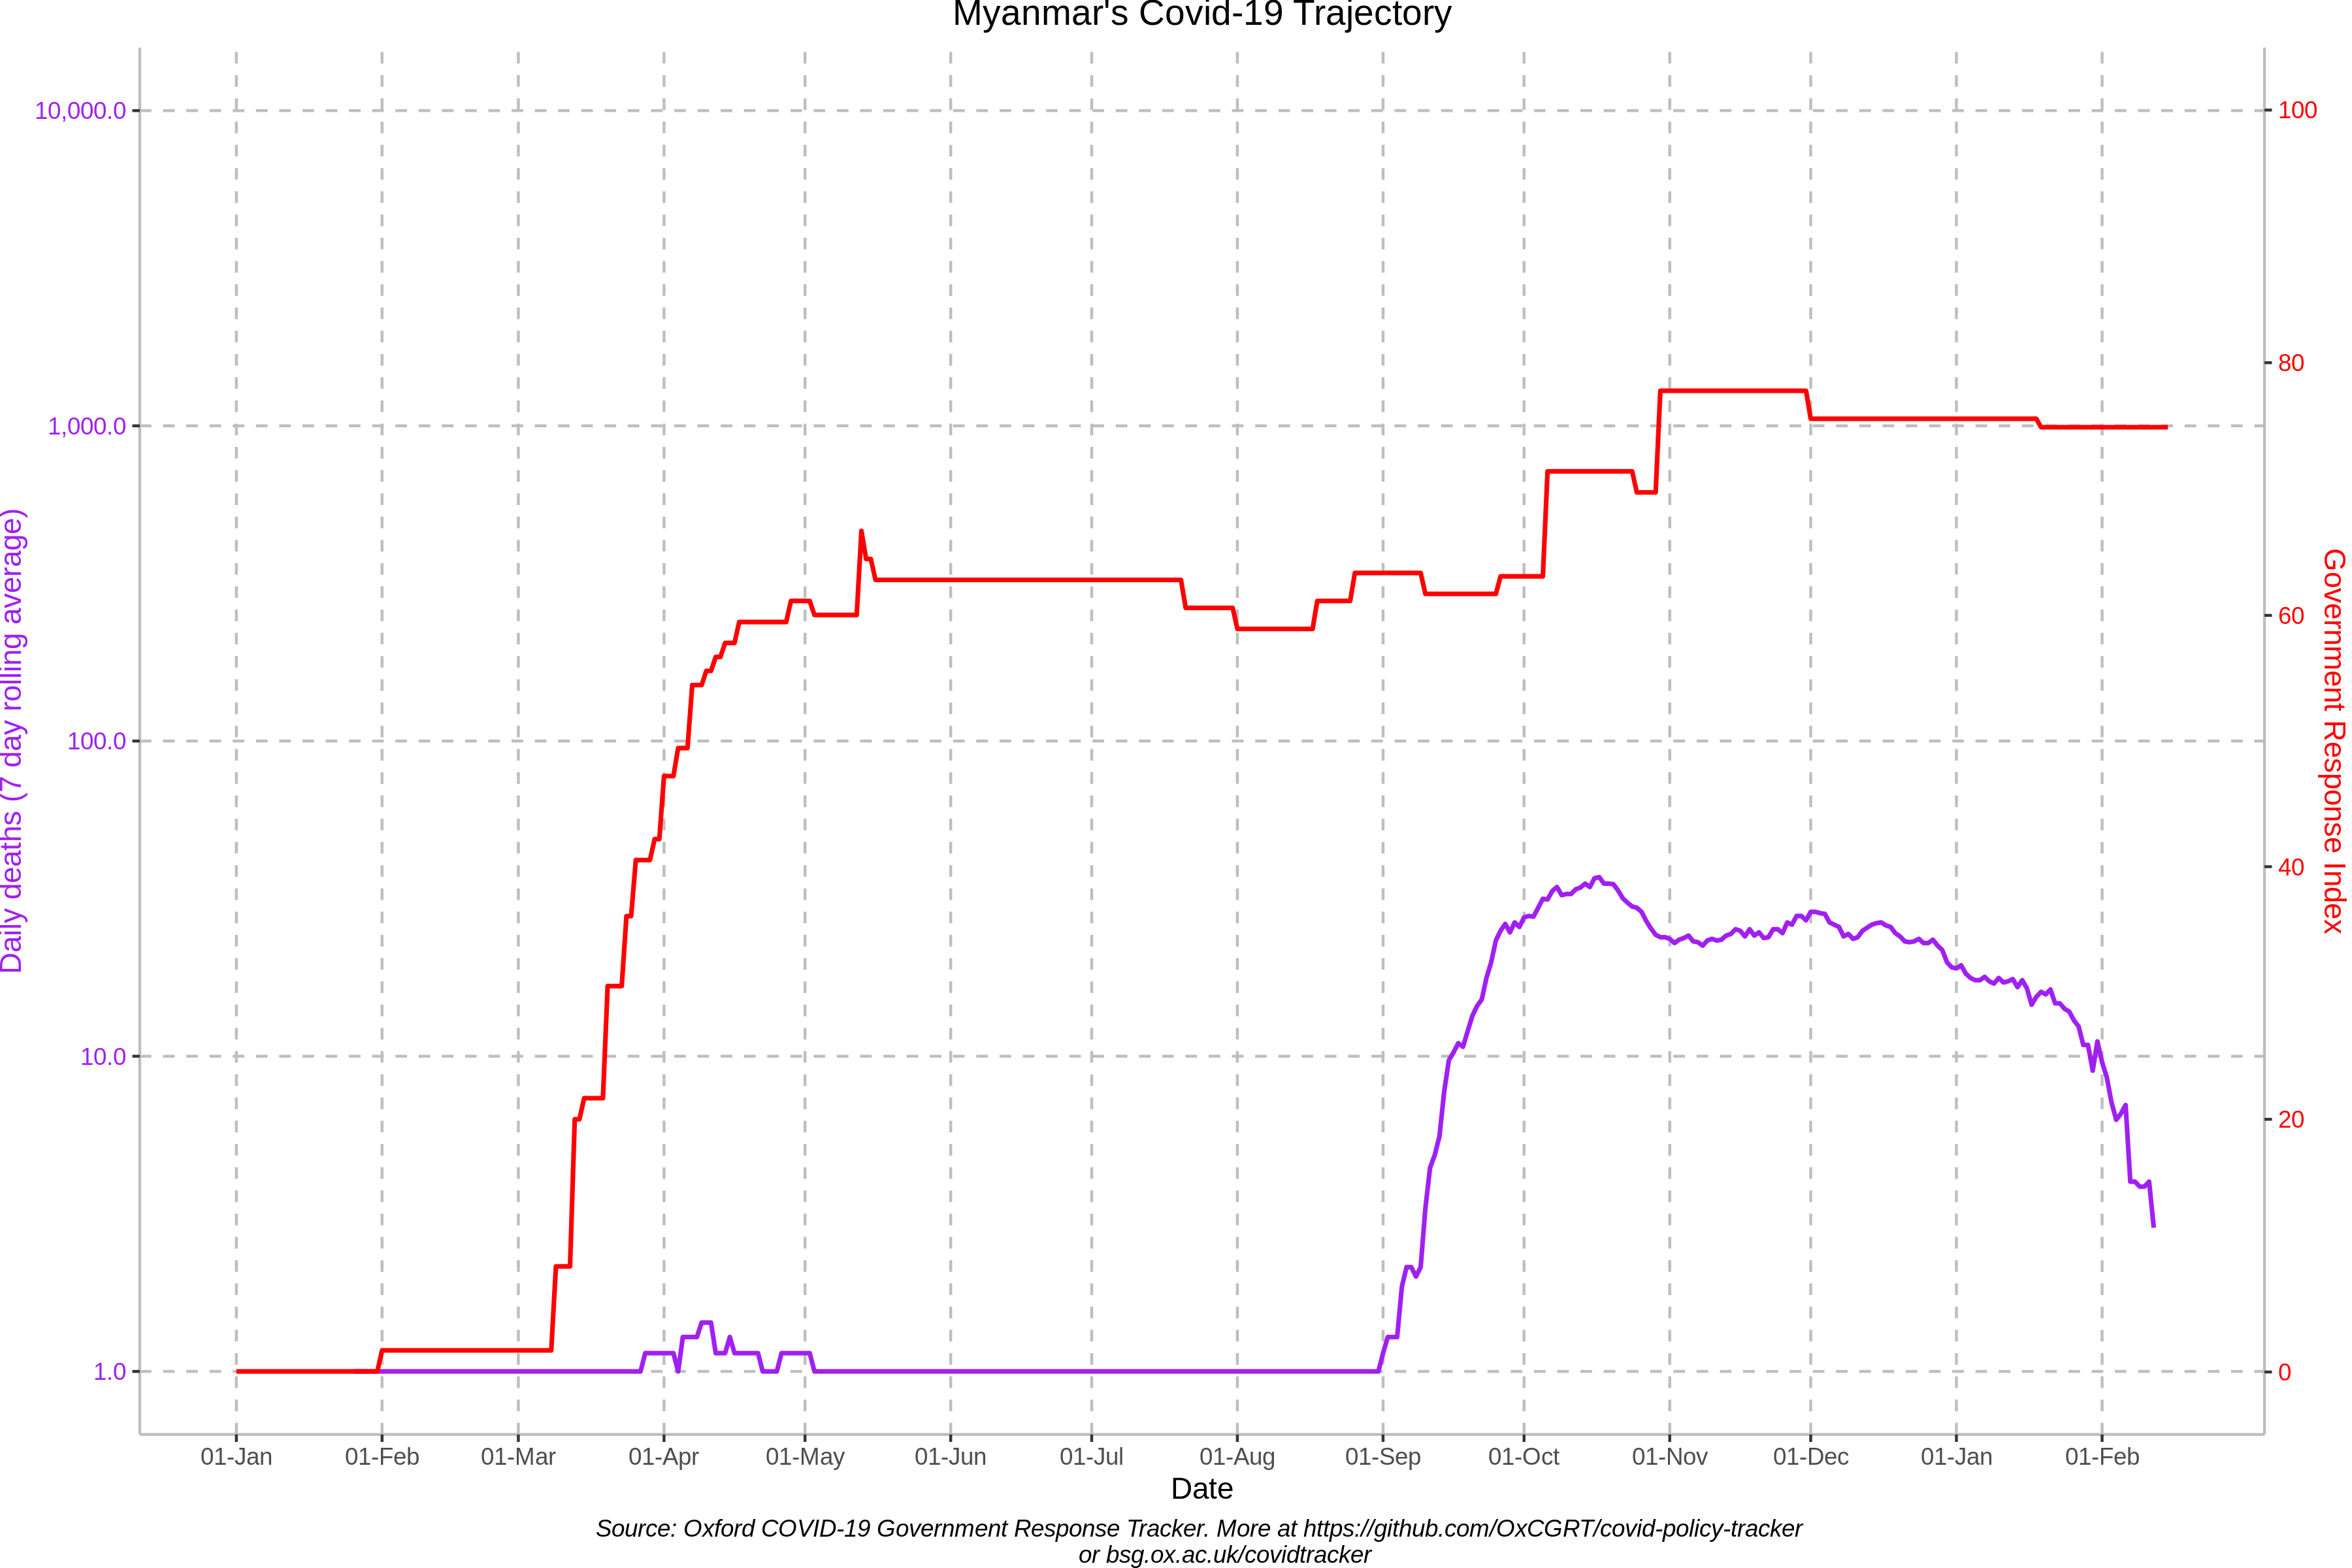 Myanmar's Covid-19 Trajectory
Daily deaths (7 day rolling average)
10,000.0
1,000.0
100.0
10.0
1.0
100
80
60
40
20
0
Government Response Index
01-Jan 01-Feb 01-Mar 01-Apr 01-May 01-Jun 01-Jul 01-Aug 01-Sep 01-Oct 01-Nov 01-Dec 01-Jan 01-Feb
Date
Source: Oxford COVID-19 Government Response Tracker. More at https://github.com/OxCGRT/covid-policy-tracker
or bsg.ox.ac.uk/covidtracker